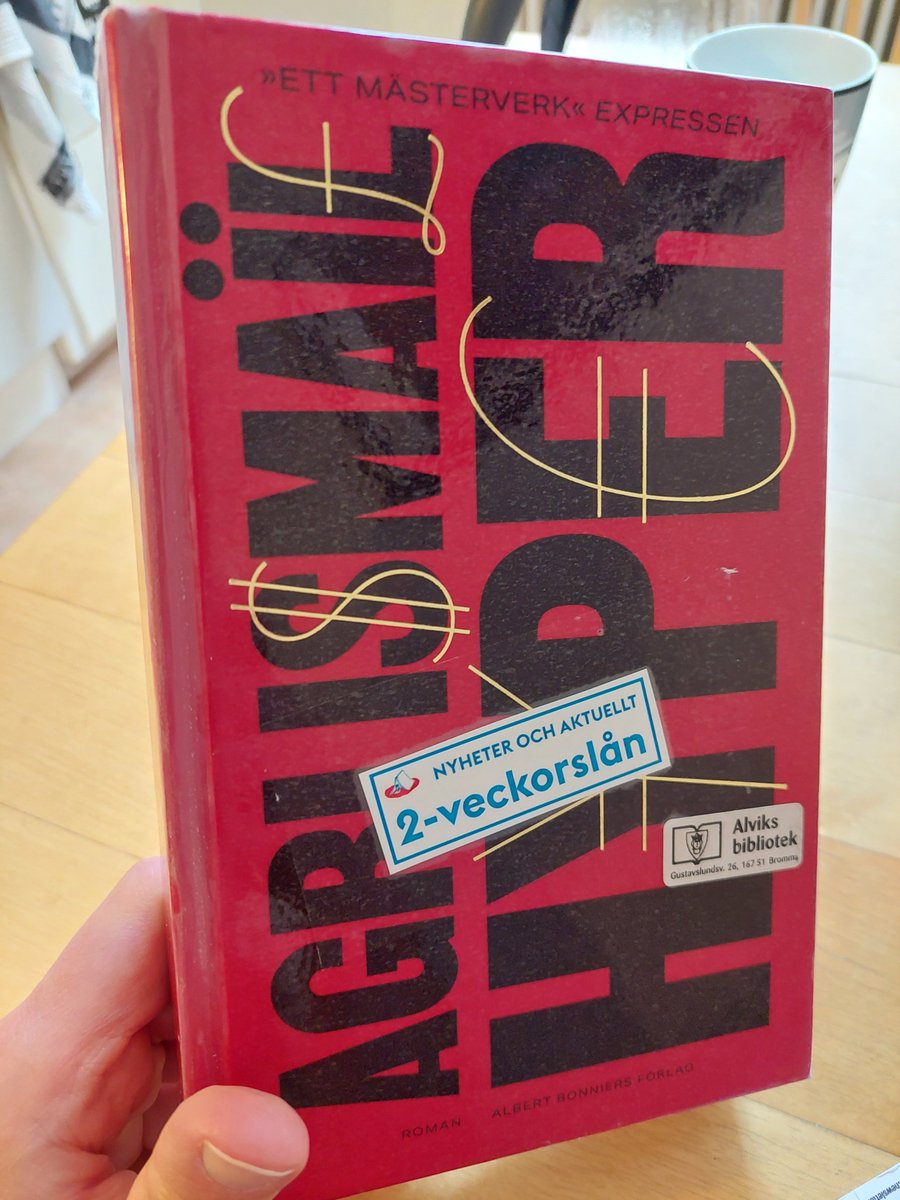 »ETT MÄSTERVERK« EXPRESSEN
AGRI ISMAÏL
HYPER
NYHETER OCH AKTUELLT
2-veckorslån
Alviks
bibliotek
Gustavslundsv. 26, 167 51 Bromma
ROMAN ALBERT BONNIERS FÖRLAG